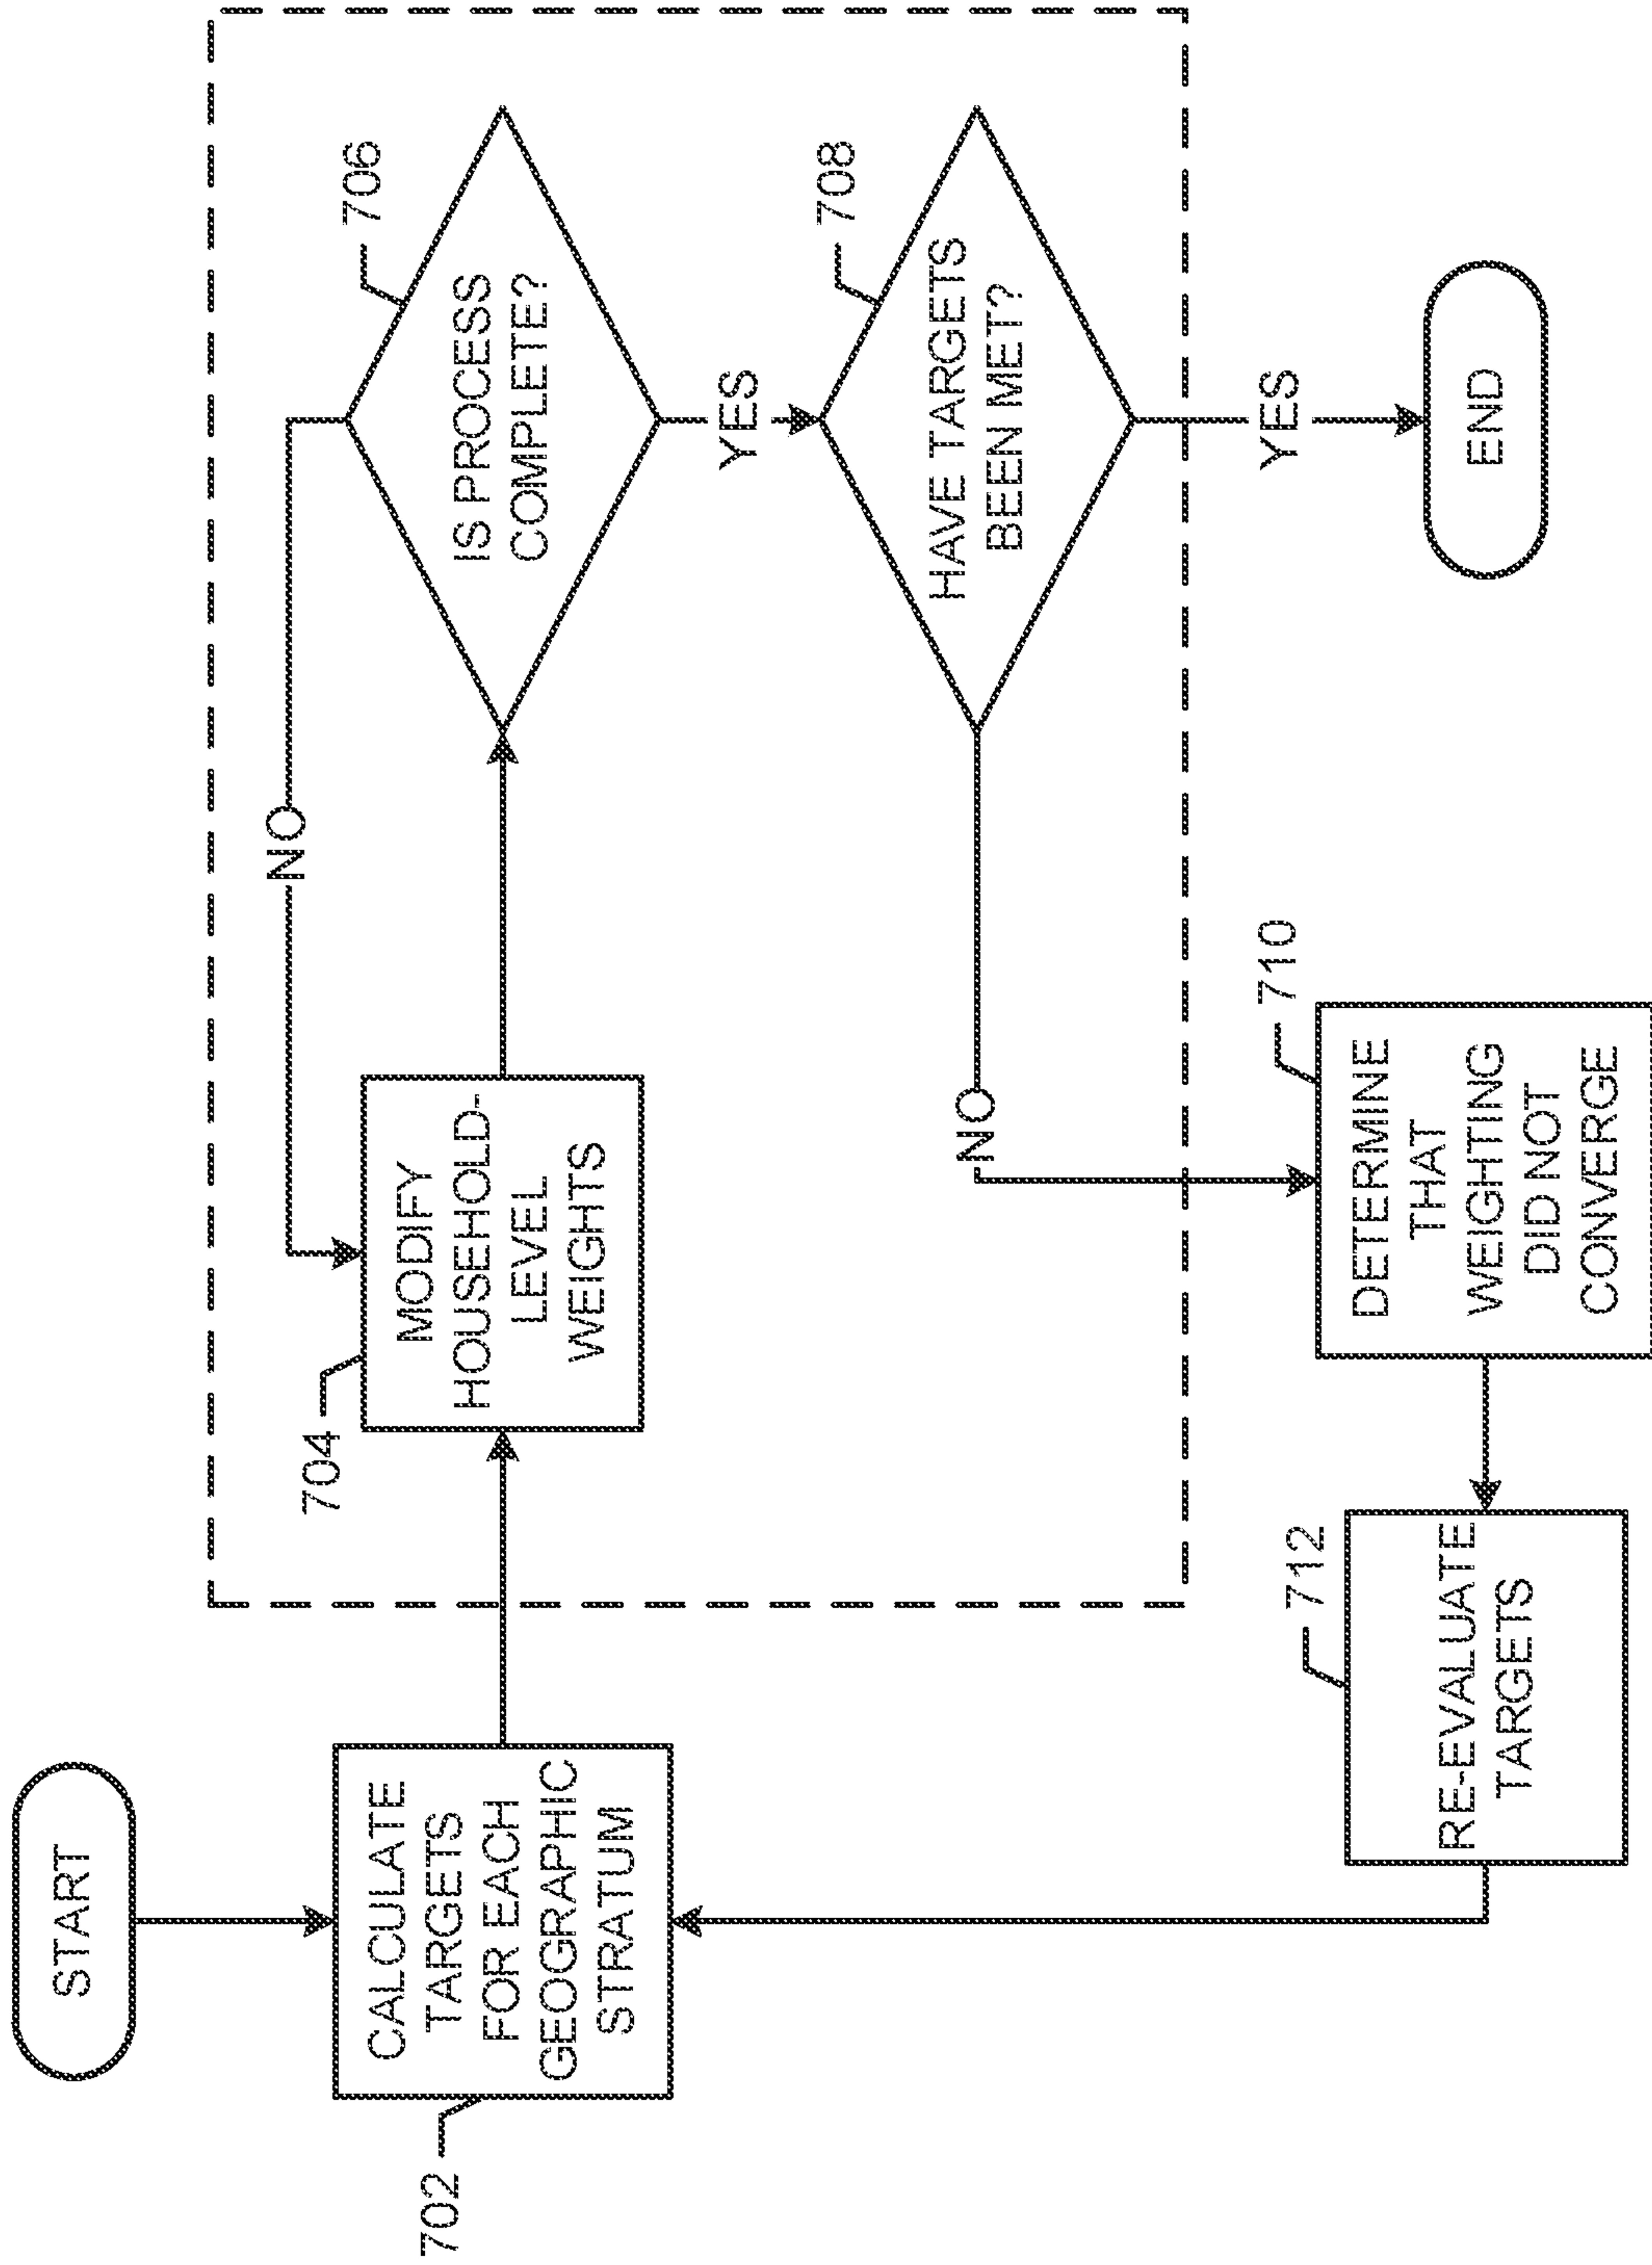 START
702
CALCULATE
TARGETS
FOR EACH
GEOGRAPHIC
STRATUM
704
MODIFY
HOUSEHOLD-
LEVEL
WEIGHTS
NO
706
IS PROCESS
COMPLETE?
YES
708
HAVE TARGETS
BEEN MET?
NO
YES
712
RE-EVALUATE
TARGETS
710
DETERMINE
THAT
WEIGHTING
DID NOT
CONVERGE
END